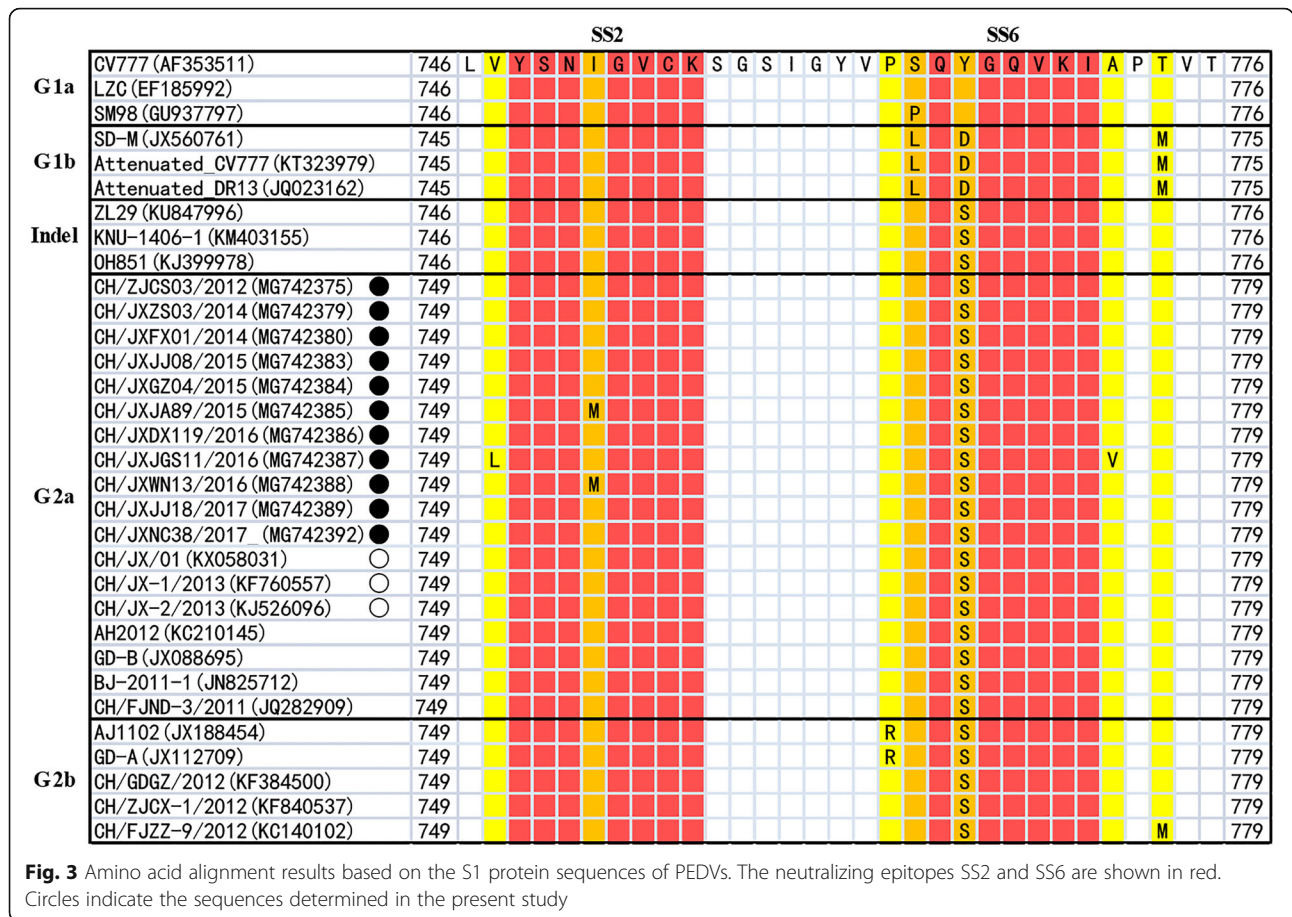 SS2 SS6
CV777 (AF353511) 746 L V Y S N I G V C K S G S I G Y V P S Q Y G Q V K I A P T V T 776
G1a LZC (EF185992) 746 776
SM98 (GU937797) 746 P 776
SD-M (JX560761) 745 L D M 775
G1b Attenuated_CV777 (KT323979) 745 L D M 775
Attenuated_DR13 (JQ023162) 745 L D M 775
ZL29 (KU847996) 746 S 776
Indel KNU-1406-1 (KM403155) 746 S 776
OH851 (KJ399978) 746 S 776
CH/ZJCS03/2012 (MG742375) 749 S 779
CH/JXZS03/2014 (MG742379) 749 S 779
CH/JXFX01/2014 (MG742380) 749 S 779
CH/JXJJ08/2015 (MG742383) 749 S 779
CH/JXGZ04/2015 (MG742384) 749 S 779
CH/JXJA89/2015 (MG742385) 749 M S 779
CH/JXDX119/2016 (MG742386) 749 S 779
CH/JXJGS11/2016 (MG742387) 749 L S V 779
G2a CH/JXWN13/2016 (MG742388) 749 M S 779
CH/JXJJ18/2017 (MG742389) 749 S 779
CH/JXNC38/2017_ (MG742392) 749 S 779
CH/JX/01 (KX058031) 749 S 779
CH/JX-1/2013 (KF760557) 749 S 779
CH/JX-2/2013 (KJ526096) 749 S 779
AH2012 (KC210145) 749 S 779
GD-B (JX088695) 749 S 779
BJ-2011-1 (JN825712) 749 S 779
CH/FJND-3/2011 (JQ282909) 749 S 779
AJ1102 (JX188454) 749 R S 779
GD-A (JX112709) 749 R S 779
G2b CH/GDGZ/2012 (KF384500) 749 S 779
CH/ZJCX-1/2012 (KF840537) 749 S 779
CH/FJZZ-9/2012 (KC140102) 749 S M 779
Fig. 3 Amino acid alignment results based on the S1 protein sequences of PEDVs. The neutralizing epitopes SS2 and SS6 are shown in red.
Circles indicate the sequences determined in the present study